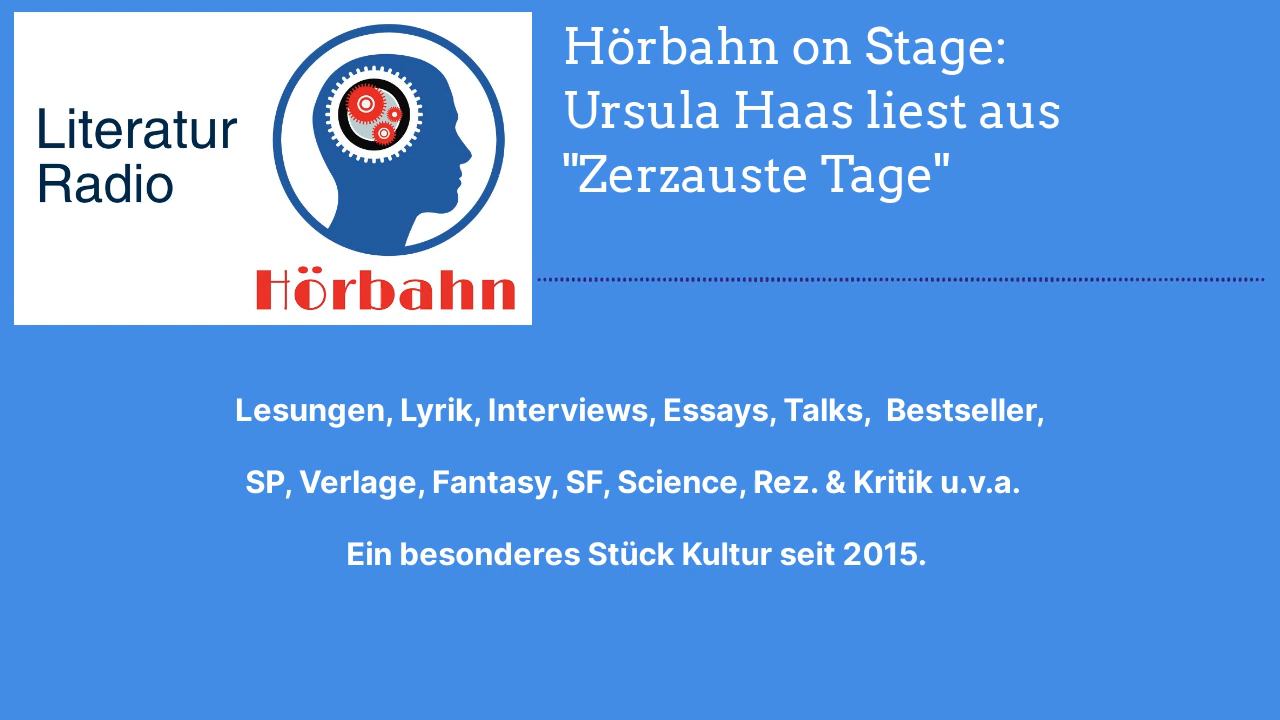 Literatur
Radio
Hörbahn
Hörbahn on Stage:
Ursula Haas liest aus
"Zerzauste Tage"
Lesungen, Lyrik, Interviews, Essays, Talks,  Bestseller,
SP, Verlage, Fantasy, SF, Science, Rez. & Kritik u.v.a.
Ein besonderes Stück Kultur seit 2015.